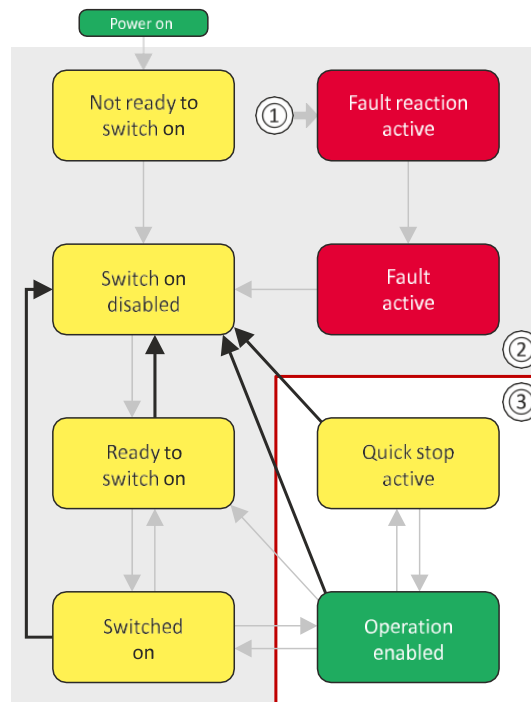 Power on
Not ready to
switch on
①
Fault reaction
active
Switch on
disabled
Fault
active
②
③
Ready to
switch on
Quick stop
active
Switched
on
Operation
enabled